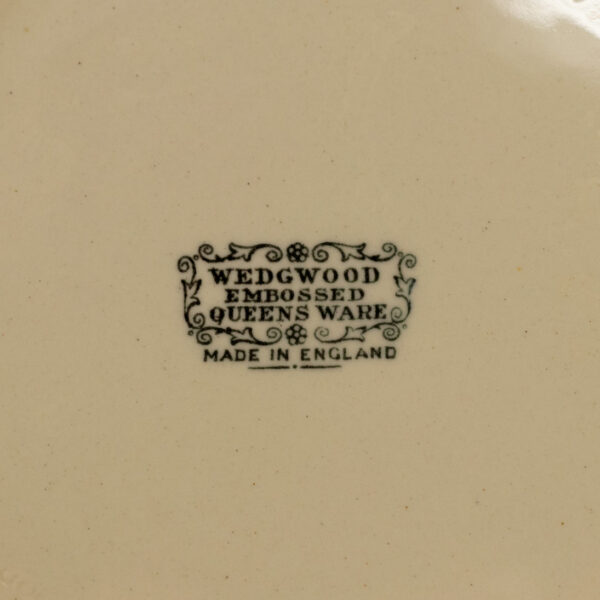 WEDGWOOD
EMBOSSED
QUEENS WARE
MADE IN ENGLAND